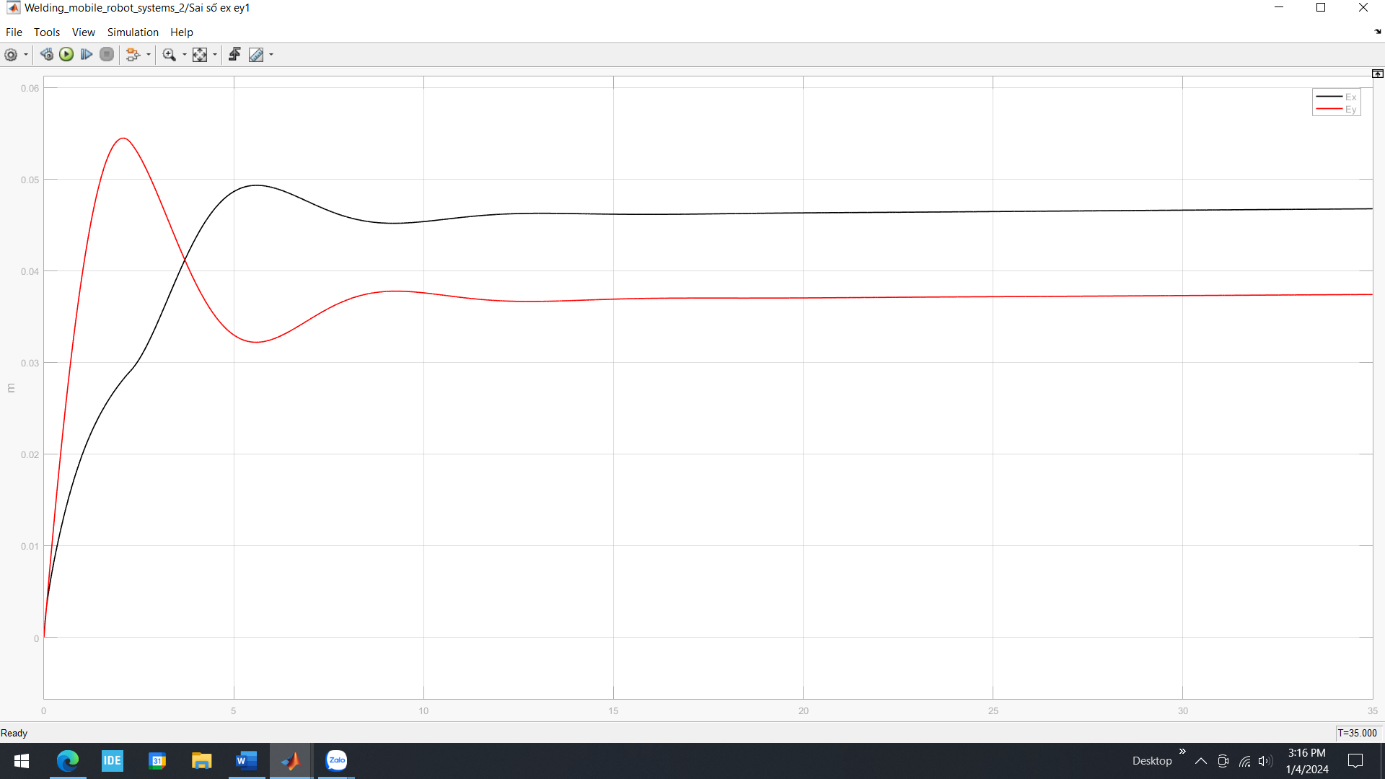 Welding_mobile_robot_systems_2/Sai số ex ey1
File Tools View Simulation Help
Ex
Ey
0.06
0.05
0.04
0.03
0.02
0.01
0
m
0 5 10 15 20 25 30 35
Ready
T=35.000
IDE
31
W
Zalo
Desktop
3:16 PM
1/4/2024